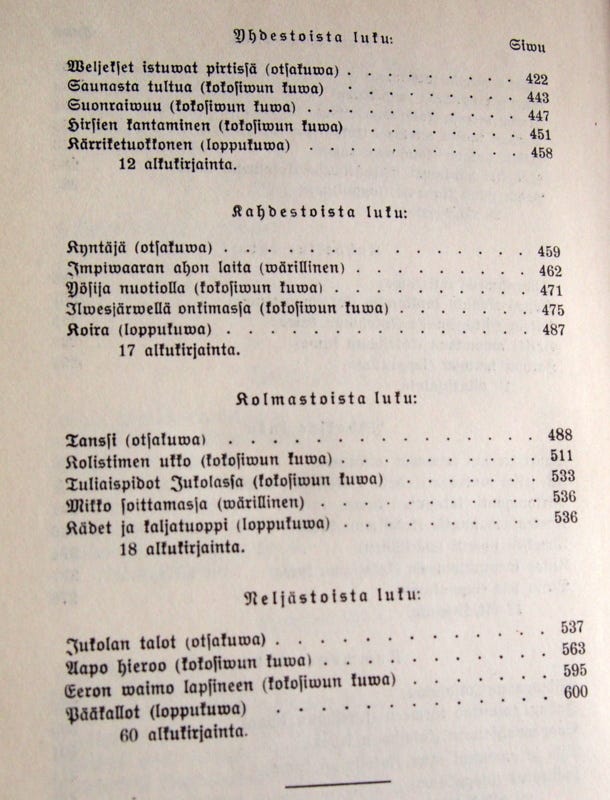 Yhdestoista luku:
Siwu
Weljekset istuwat pirtissä (otsakuwa) . . . . . . . . 422
Saunasta tultua (kokosiwun kuwa) . . . . . . . . 443
Suonraiwuu (kokosiwun kuwa) . . . . . . . . . 447
Hirsien kantaminen (kokosiwun kuwa) . . . . . . . 451
Kärriketuokkonen (loppukuwa) . . . . . . . . . 458
12 alkukirjainta.
Kahdestoista luku:
Kyntäjä (otsakuwa) . . . . . . . . . . . . 459
Impiwaaran ahon laita (wärillinen) . . . . . . . . 462
Yösija nuotiolla (kokosiwun kuwa) . . . . . . . . 471
Ilwesjärwellä onkimassa (kokosiwun kuwa) . . . . . . 475
Koira (loppukuwa) . . . . . . . . . . . . 487
17 alkukirjainta.
Kolmastoista luku:
Tanssi (otsakuwa) . . . . . . . . . . . . 488
Kolistimen ukko (kokosiwun kuwa) . . . . . . . . 511
Tuliaispidot Jukolassa (kokosiwun kuwa) . . . . . . 533
Mikko soittamassa (wärillinen) . . . . . . . . . 536
Kädet ja kaljatuoppi (loppukuwa) . . . . . . . . 536
18 alkukirjainta.
Neljästoista luku:
Jukolan talot (otsakuwa) . . . . . . . . . . 537
Aapo hieroo (kokosiwun kuwa) . . . . . . . . . 563
Eeron waimo lapsineen (kokosiwun kuwa) . . . . . . 595
Pääkallot (loppukuwa) . . . . . . . . . . . 600
60 alkukirjainta.